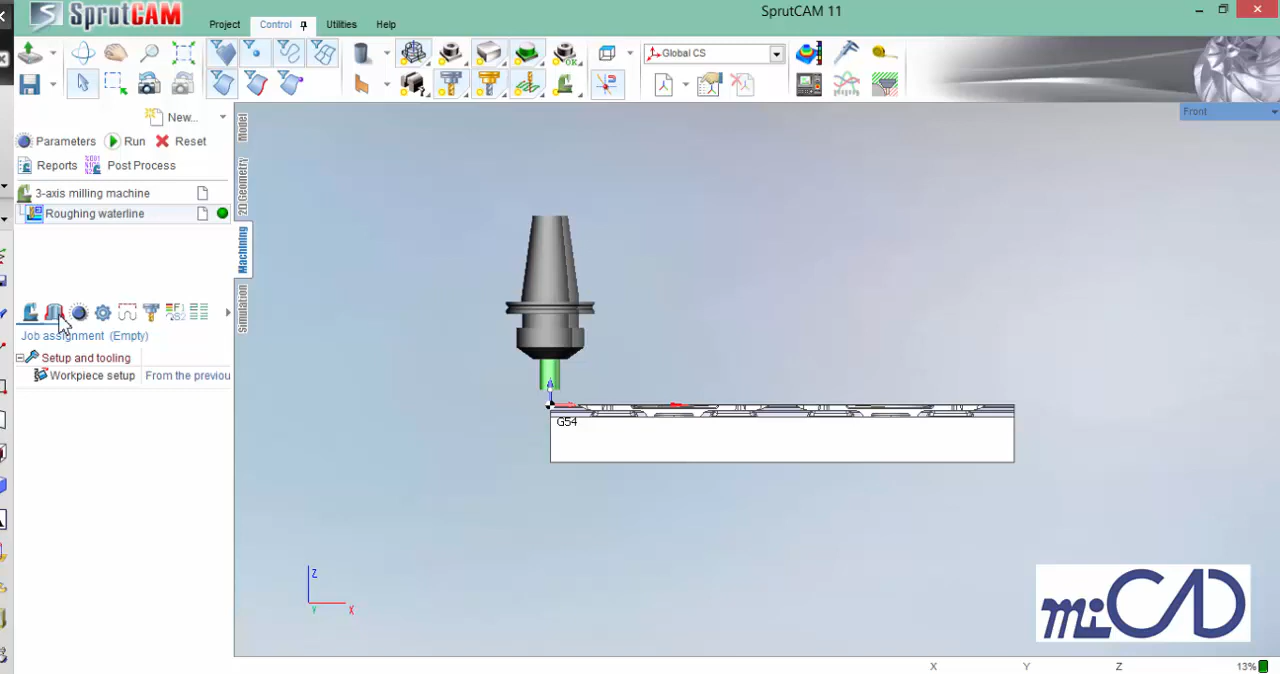 SprutCAM
SprutCAM 11
Project
Control
Utilities
Help
Global CS
New...
Parameters
Run
Reset
Reports
Post Process
3-axis milling machine
Roughing waterline
Model
2D Geometry
Machining
Simulation
Job assignment (Empty)
Setup and tooling
Workpiece setup
From the previou
Front
G54
Z
Y
X
miCAD
X
Y
Z
13%